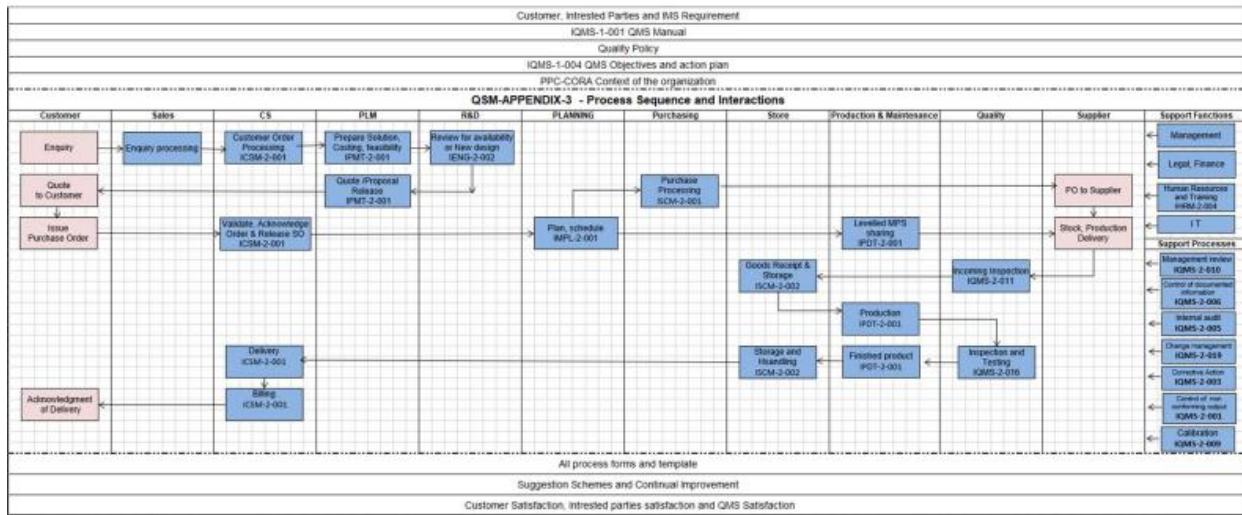 Customer, Intrested Parties and IMS Requirement
IQMS-1-001 QMS Manual
Quality Policy
IQMS-1-004 QMS Objectives and action plan
PPC-CORA Context of the organization
QSM-APPENDIX-3 - Process Sequence and Interactions
Customer
Sales
CS
PLM
R&D
PLANNING
Purchasing
Store
Production & Maintenance
Quality
Supplier
Support Functions
Enquiry
Enquiry processing
Customer Order
Processing
ICSM-2-001
Prepare Solution,
Costing, feasibility
IPMT-2-001
Review for availability
or New design
IENG-2-002
Management
Legal, Finance
Quote
to Customer
Quote /Proposal
Release
IPMT-2-001
Purchase
Processing
ISCM-2-001
PO to Supplier
Human Resources
and Training
IHRM-2-004
Issue
Purchase Order
Validate, Acknowledge
Order & Release SO
ICSM-2-001
Plan, schedule
IMPL-2-001
Levelled MPS
sharing
IPDT-2-001
Stock, Production
Delivery
I T
Support Processes
Goods Receipt &
Storage
ISCM-2-002
Incoming Inspection
IQMS-2-011
Management review
IQMS-2-010
Control of documented
information
IQMS-2-006
Production
IPDT-2-001
Internal audit
IQMS-2-005
Delivery
ICSM-2-001
Storage and
Hsandling
ISCM-2-002
Finished product
IPDT-2-001
Inspection and
Testing
IQMS-2-016
Change management
IQMS-2-019
Corrective Action
IQMS-2-003
Acknowledgment
of Delivery
Billing
ICSM-2-001
Control of non
conforming output
IQMS-2-001
Calibration
IQMS-2-009
All process forms and template
Suggestion Schemes and Continual Improvement
Customer Satisfaction, Intrested parties satisfaction and QMS Satisfaction